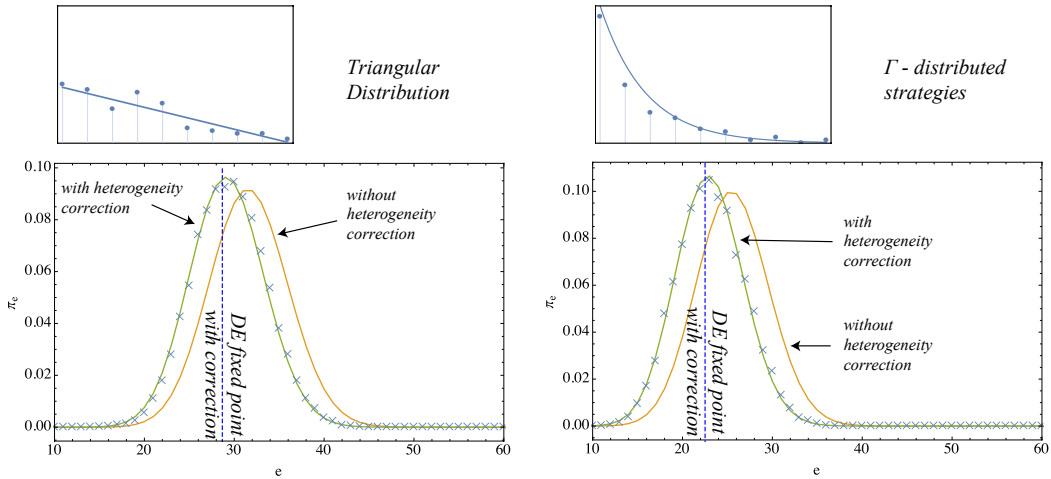 Triangular
Distribution
Γ - distributed
strategies
0.10
0.08
0.06
0.04
0.02
0.00
10
20
30
40
50
60
π_e
e
with heterogeneity
correction
without
heterogeneity
correction
DE fixed point
with correction
0.10
0.08
0.06
0.04
0.02
0.00
10
20
30
40
50
60
π_e
e
with
heterogeneity
correction
without
heterogeneity
correction
DE fixed point
with correction